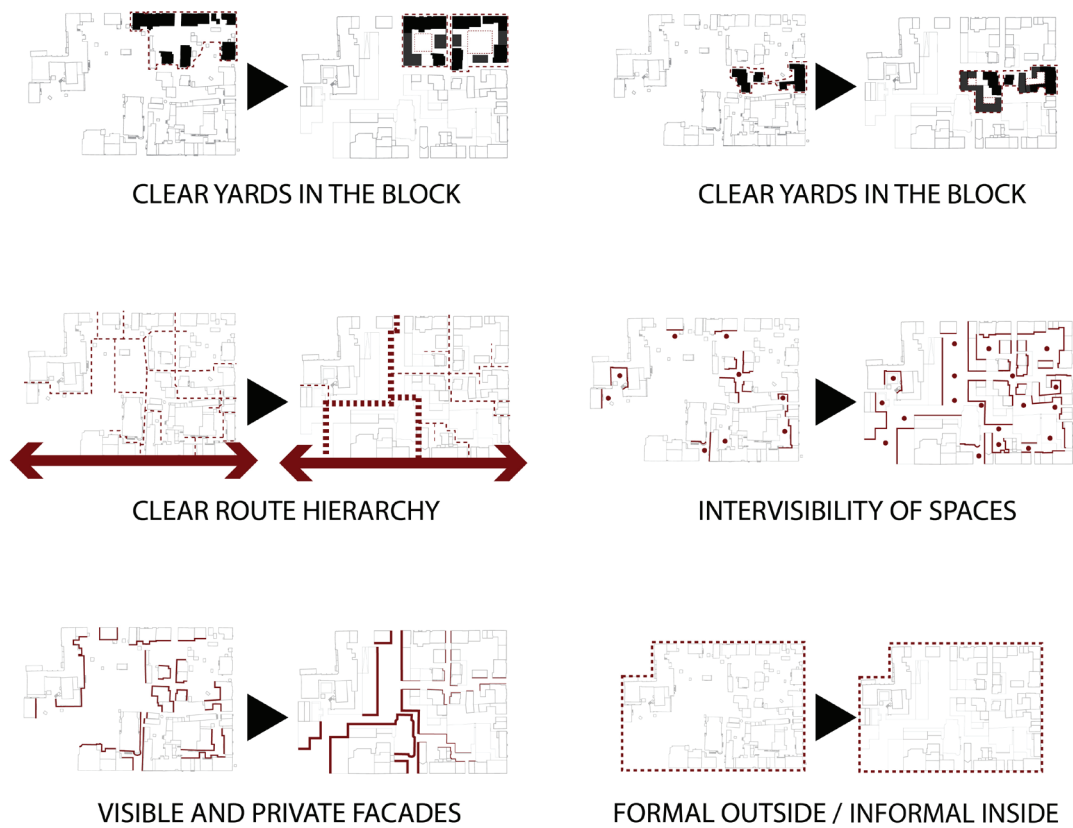 CLEAR YARDS IN THE BLOCK
CLEAR YARDS IN THE BLOCK
CLEAR ROUTE HIERARCHY
INTERVISIBILITY OF SPACES
VISIBLE AND PRIVATE FACADES
FORMAL OUTSIDE / INFORMAL INSIDE